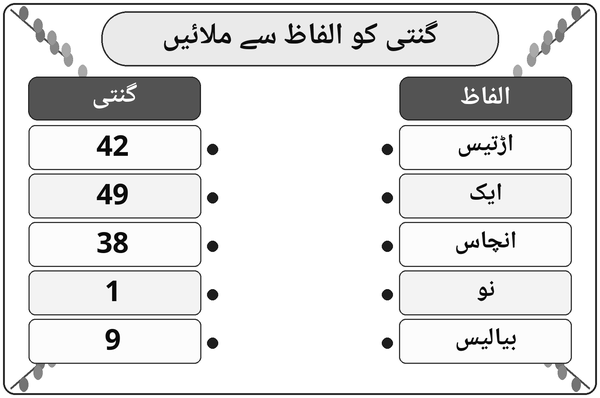 گنتی کو الفاظ سے ملائیں
الفاظ
گنتی
اڑتیس
42
ایک
49
انچاس
38
نو
1
بیالیس
9